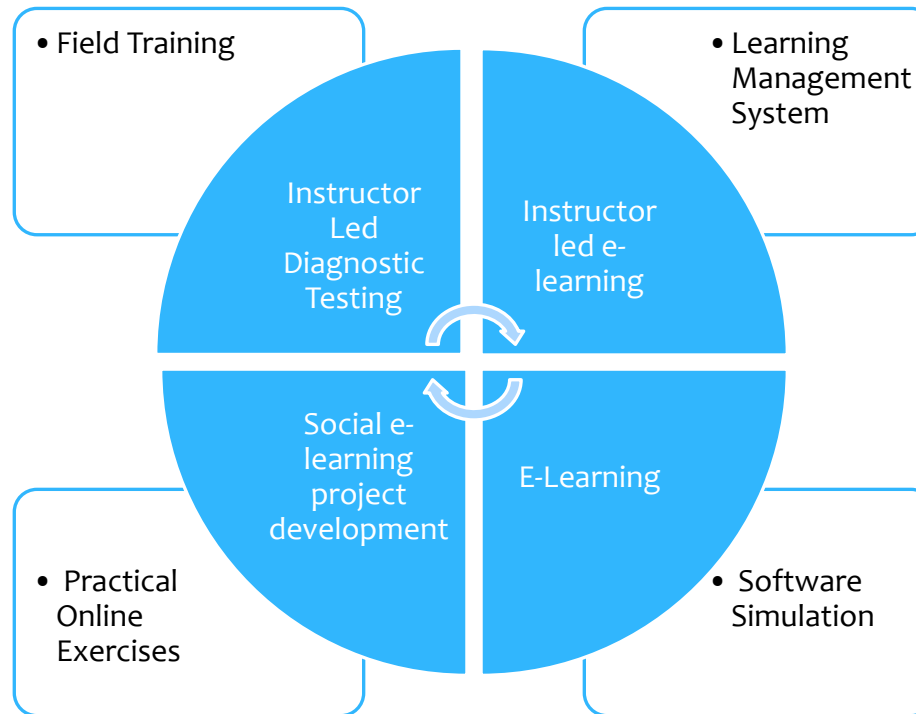 • Field Training
• Learning
Management
System
Instructor
Led
Diagnostic
Testing
Instructor
led e-
learning
Social e-
learning
project
development
E-Learning
• Practical
Online
Exercises
• Software
Simulation